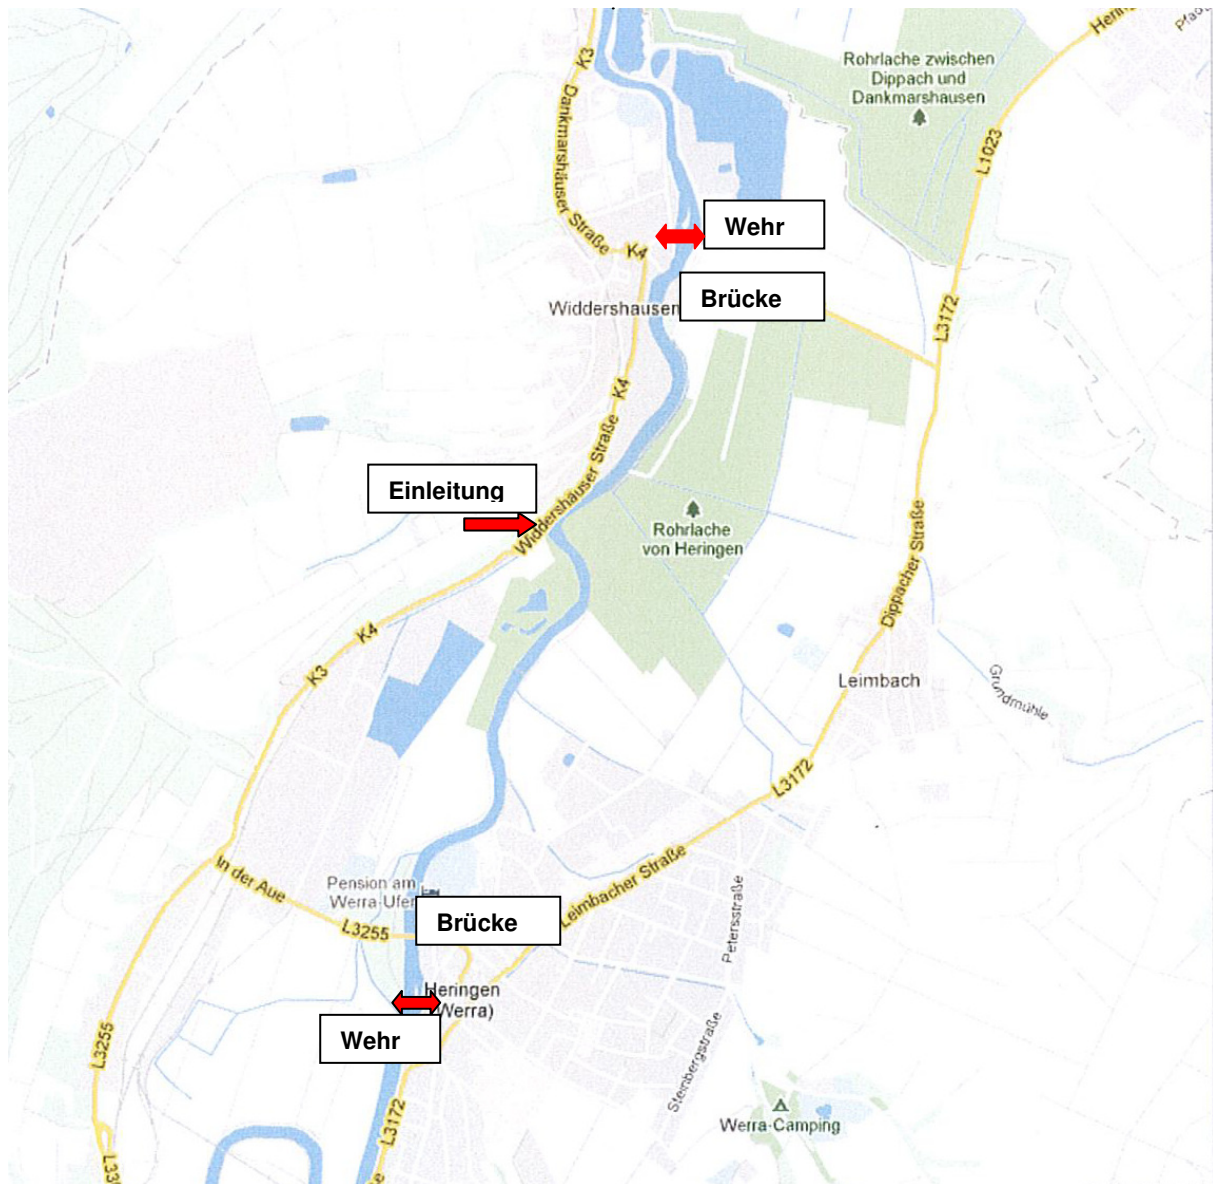 K3
Herin
Pfad
Rohrlache zwischen
Dippach und
Dankmarshausen
Dankmarshäuser Straße
L1023
Wehr
K4
Brücke
Widdershausen
L3172
K4
Einleitung
Widdershäuser Straße
Rohrlache
von Heringen
Dippacher Straße
K4
K3
Leimbach
Grundmühle
L3172
In der Aue
Pension am
Werra-Ufer
Leimbacher Straße
Petersstraße
Brücke
L3255
Heringen
(Werra)
Wehr
L3255
Steinbergstraße
L3172
Werra-Camping